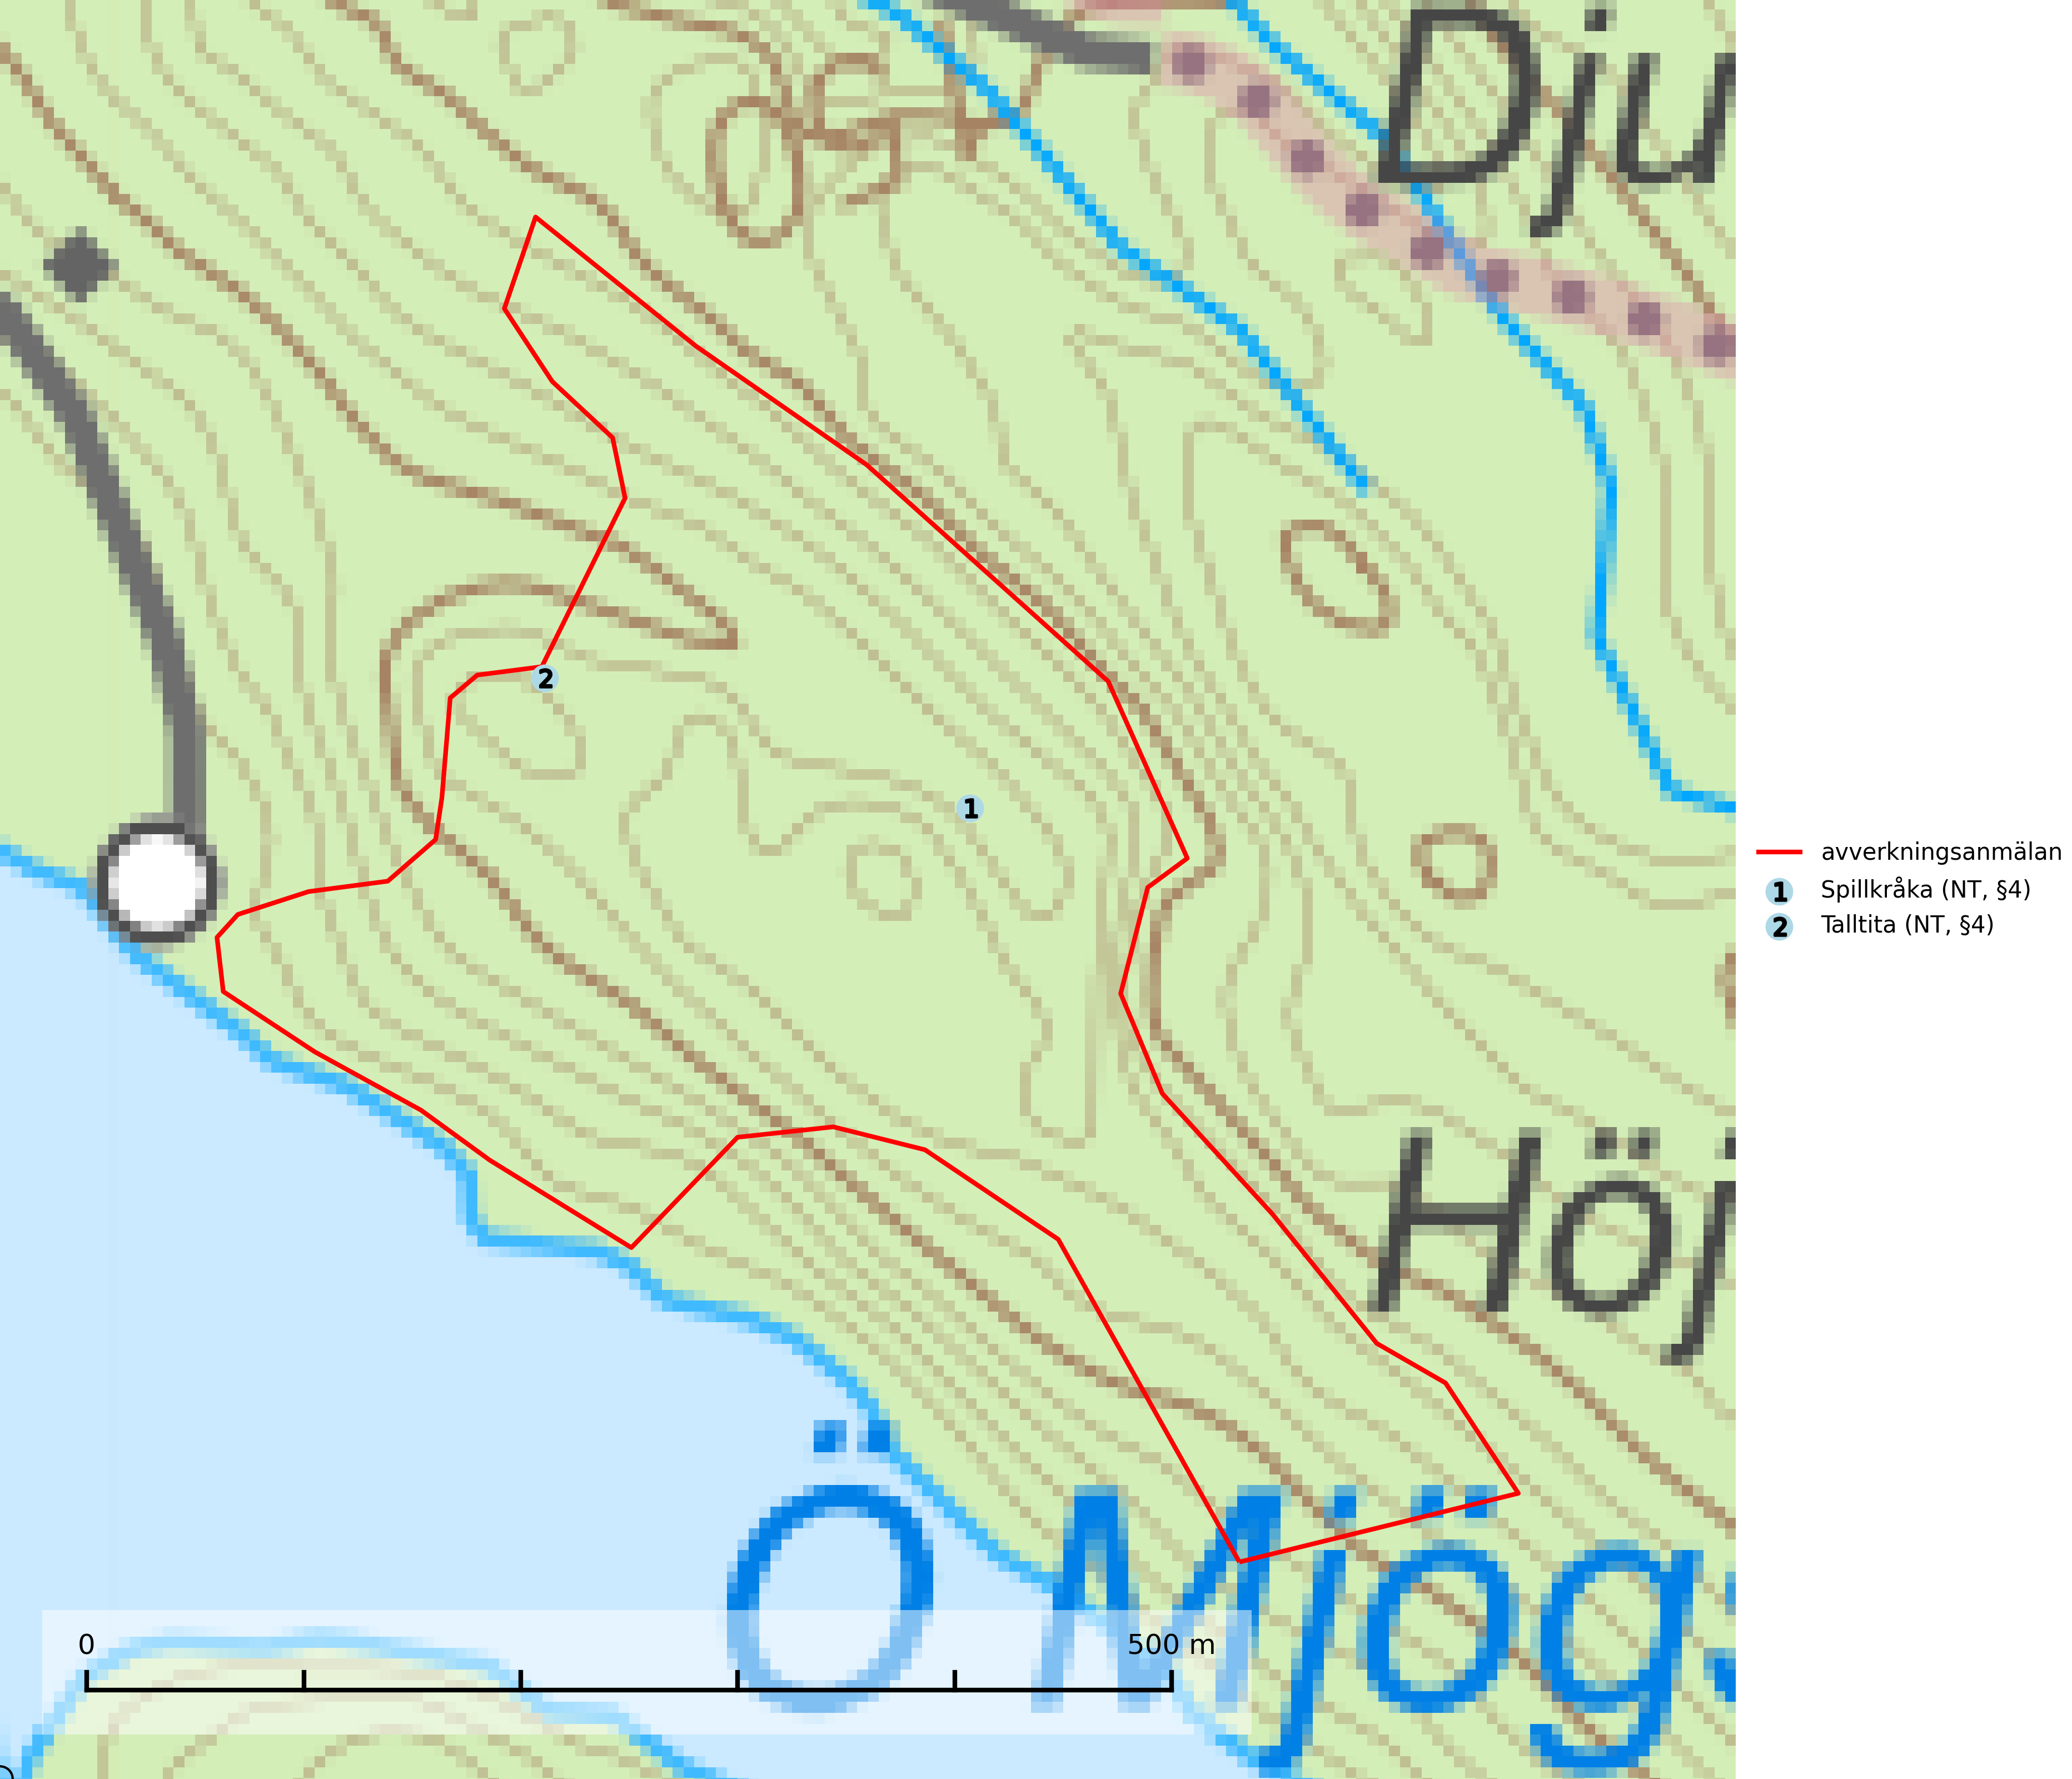 Dju
Höj
Ö Mjög
0 500 m
avverkningsanmälan
1 Spillkråka (NT, §4)
2 Talltita (NT, §4)
2
1